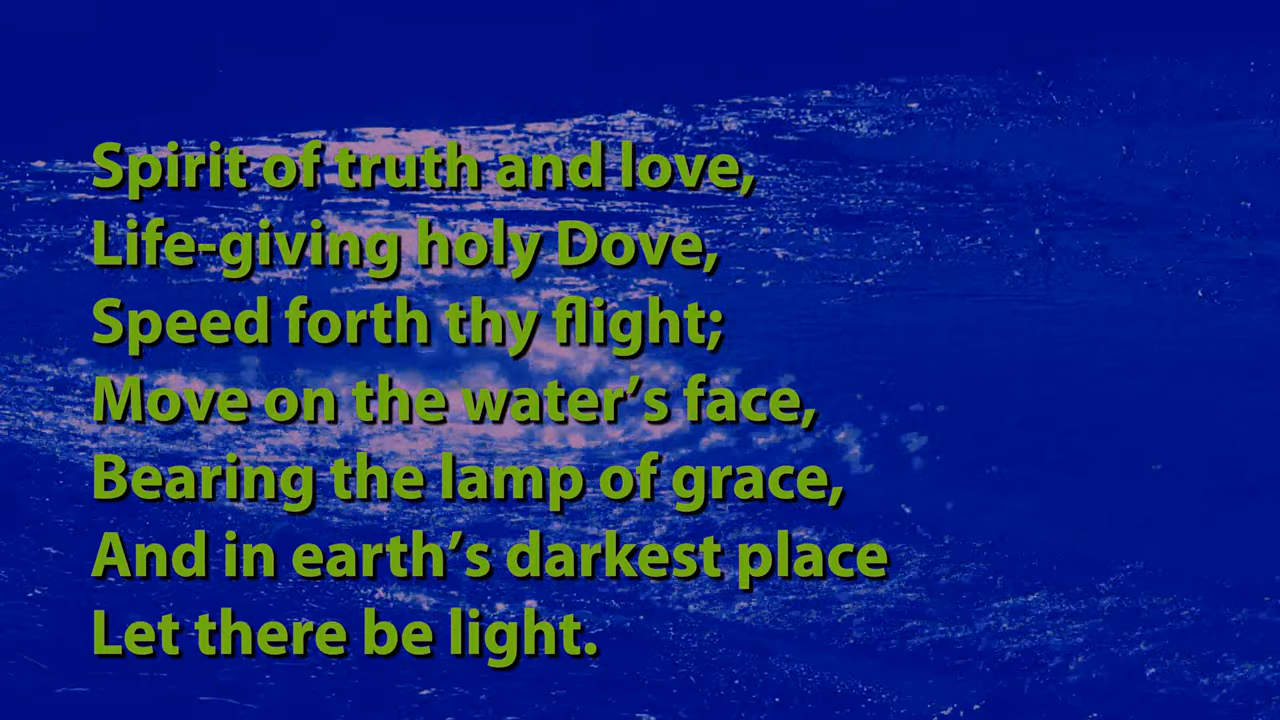 Spirit of truth and love,
Life-giving holy Dove,
Speed forth thy flight;
Move on the water’s face,
Bearing the lamp of grace,
And in earth’s darkest place
Let there be light.